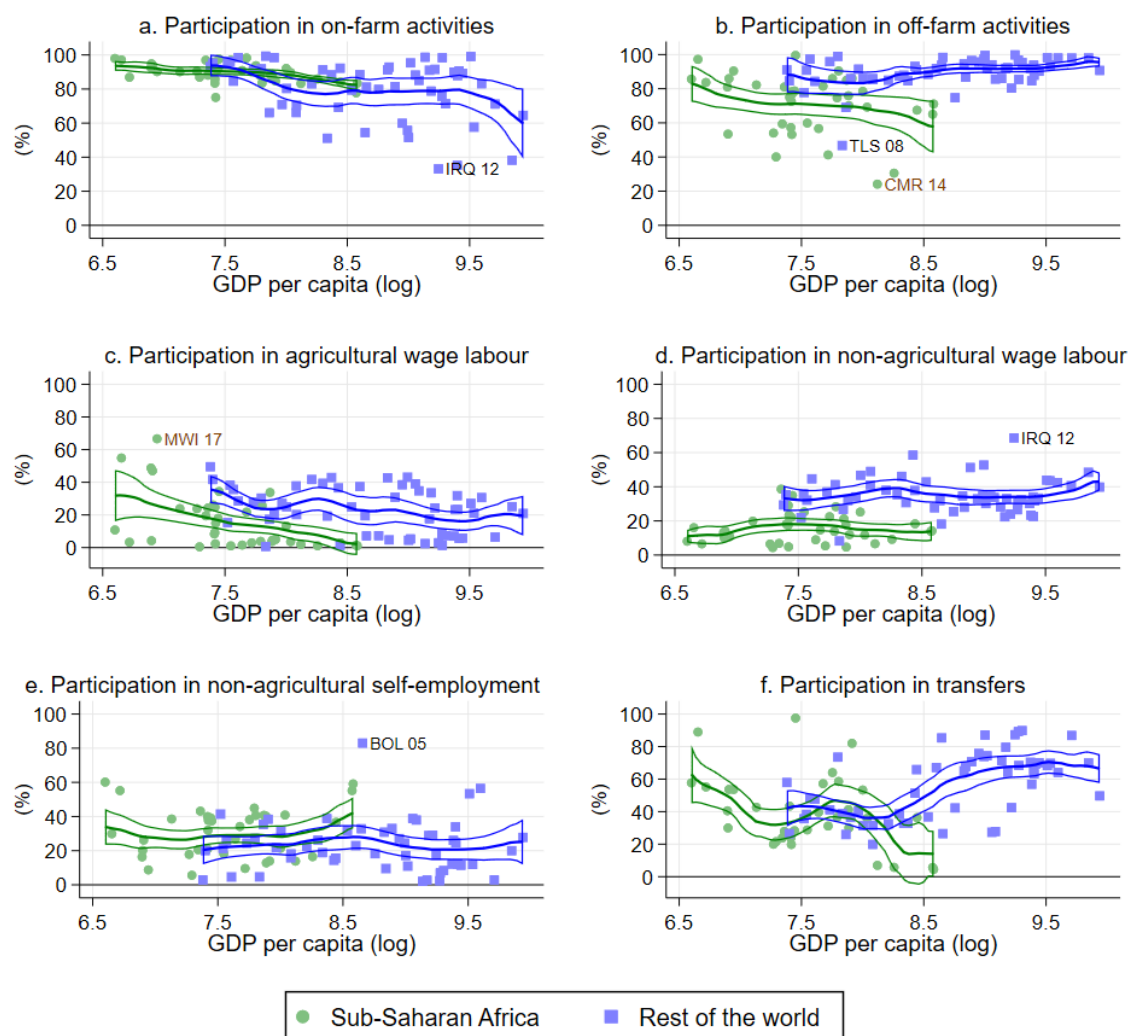 a. Participation in on-farm activities
100
80
60
40
20
0
(%)
IRQ 12
6.5 7.5 8.5 9.5
GDP per capita (log)
b. Participation in off-farm activities
100
80
60
40
20
0
(%)
TLS 08
CMR 14
6.5 7.5 8.5 9.5
GDP per capita (log)
c. Participation in agricultural wage labour
100
80
60
40
20
0
(%)
MWI 17
6.5 7.5 8.5 9.5
GDP per capita (log)
d. Participation in non-agricultural wage labour
100
80
60
40
20
0
(%)
IRQ 12
6.5 7.5 8.5 9.5
GDP per capita (log)
e. Participation in non-agricultural self-employment
100
80
60
40
20
0
(%)
BOL 05
6.5 7.5 8.5 9.5
GDP per capita (log)
f. Participation in transfers
100
80
60
40
20
0
(%)
6.5 7.5 8.5 9.5
GDP per capita (log)
Sub-Saharan Africa Rest of the world